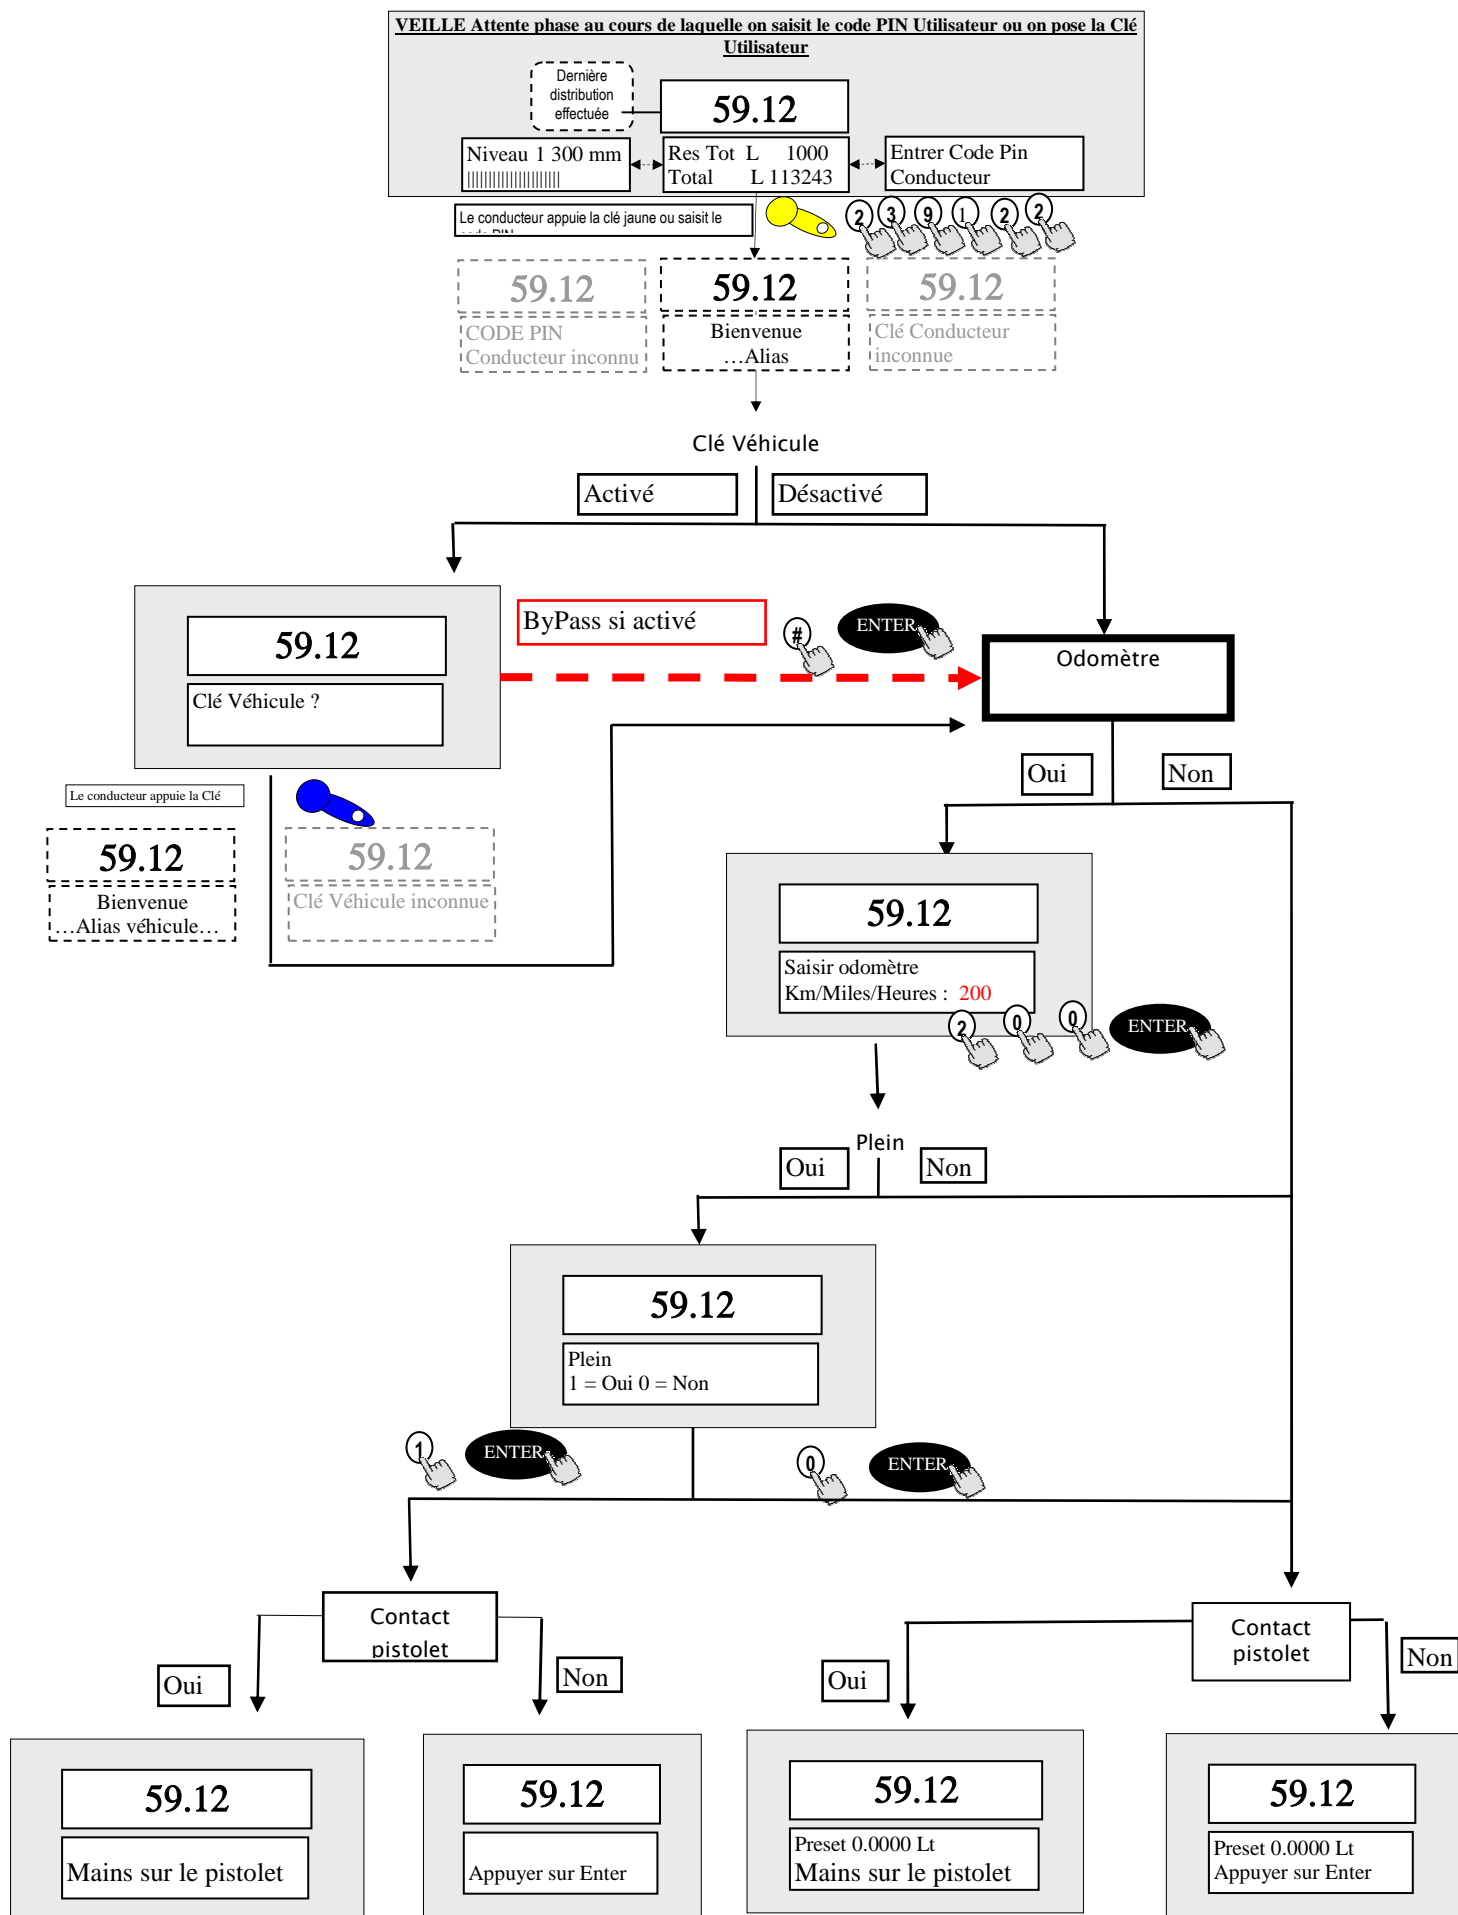 VEILLE Attente phase au cours de laquelle on saisit le code PIN Utilisateur ou on pose la Clé
Utilisateur
Dernière
distribution
effectuée
59.12
Niveau 1 300 mm
||||||||||||||||||||||
Res Tot L 1000
Total L 113243
Entrer Code Pin
Conducteur
Le conducteur appuie la clé jaune ou saisit le
code PIN
2 3 9 1 2 2
59.12
CODE PIN
Conducteur inconnu
59.12
Bienvenue
…Alias
59.12
Clé Conducteur
inconnue
Clé Véhicule
Activé
Désactivé
59.12
Clé Véhicule ?
ByPass si activé
#
ENTER
Odomètre
Oui
Non
Le conducteur appuie la Clé
59.12
Bienvenue
…Alias véhicule…
59.12
Clé Véhicule inconnue
59.12
Saisir odomètre
Km/Miles/Heures : 200
2 0 0
ENTER
Plein
Oui
Non
59.12
Plein
1 = Oui 0 = Non
1
ENTER
0
ENTER
Contact
pistolet
Oui
Non
Contact
pistolet
Oui
Non
59.12
Mains sur le pistolet
59.12
Appuyer sur Enter
59.12
Preset 0.0000 Lt
Mains sur le pistolet
59.12
Preset 0.0000 Lt
Appuyer sur Enter